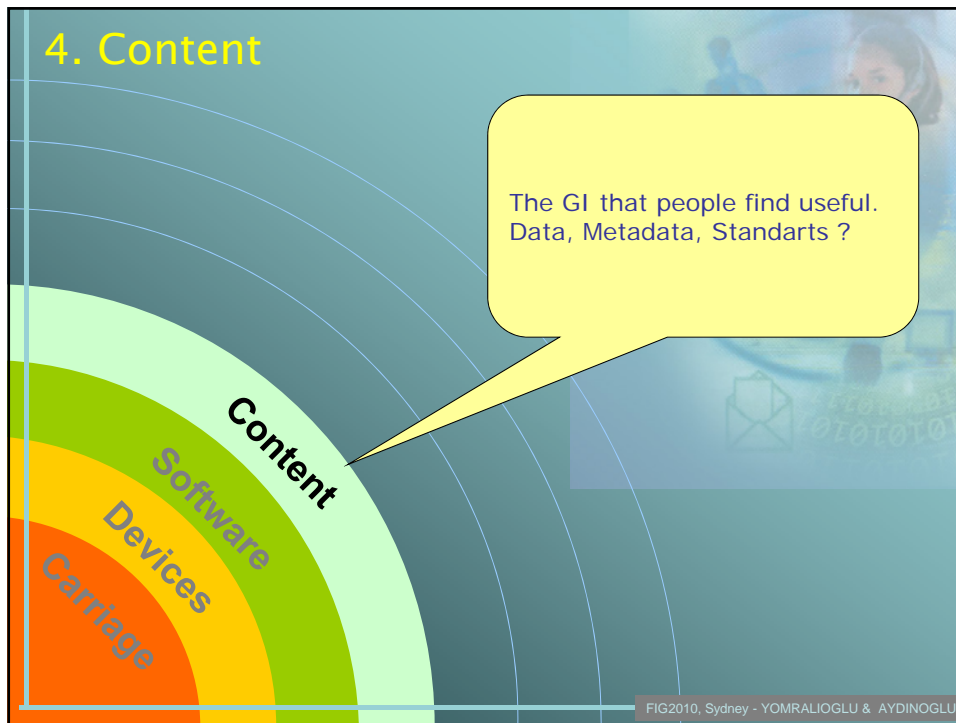 4. Content
The GI that people find useful.
Data, Metadata, Standarts ?
Content
Software
Devices
Carriage
FIG2010, Sydney - YOMRALIOGLU & AYDINOGLU